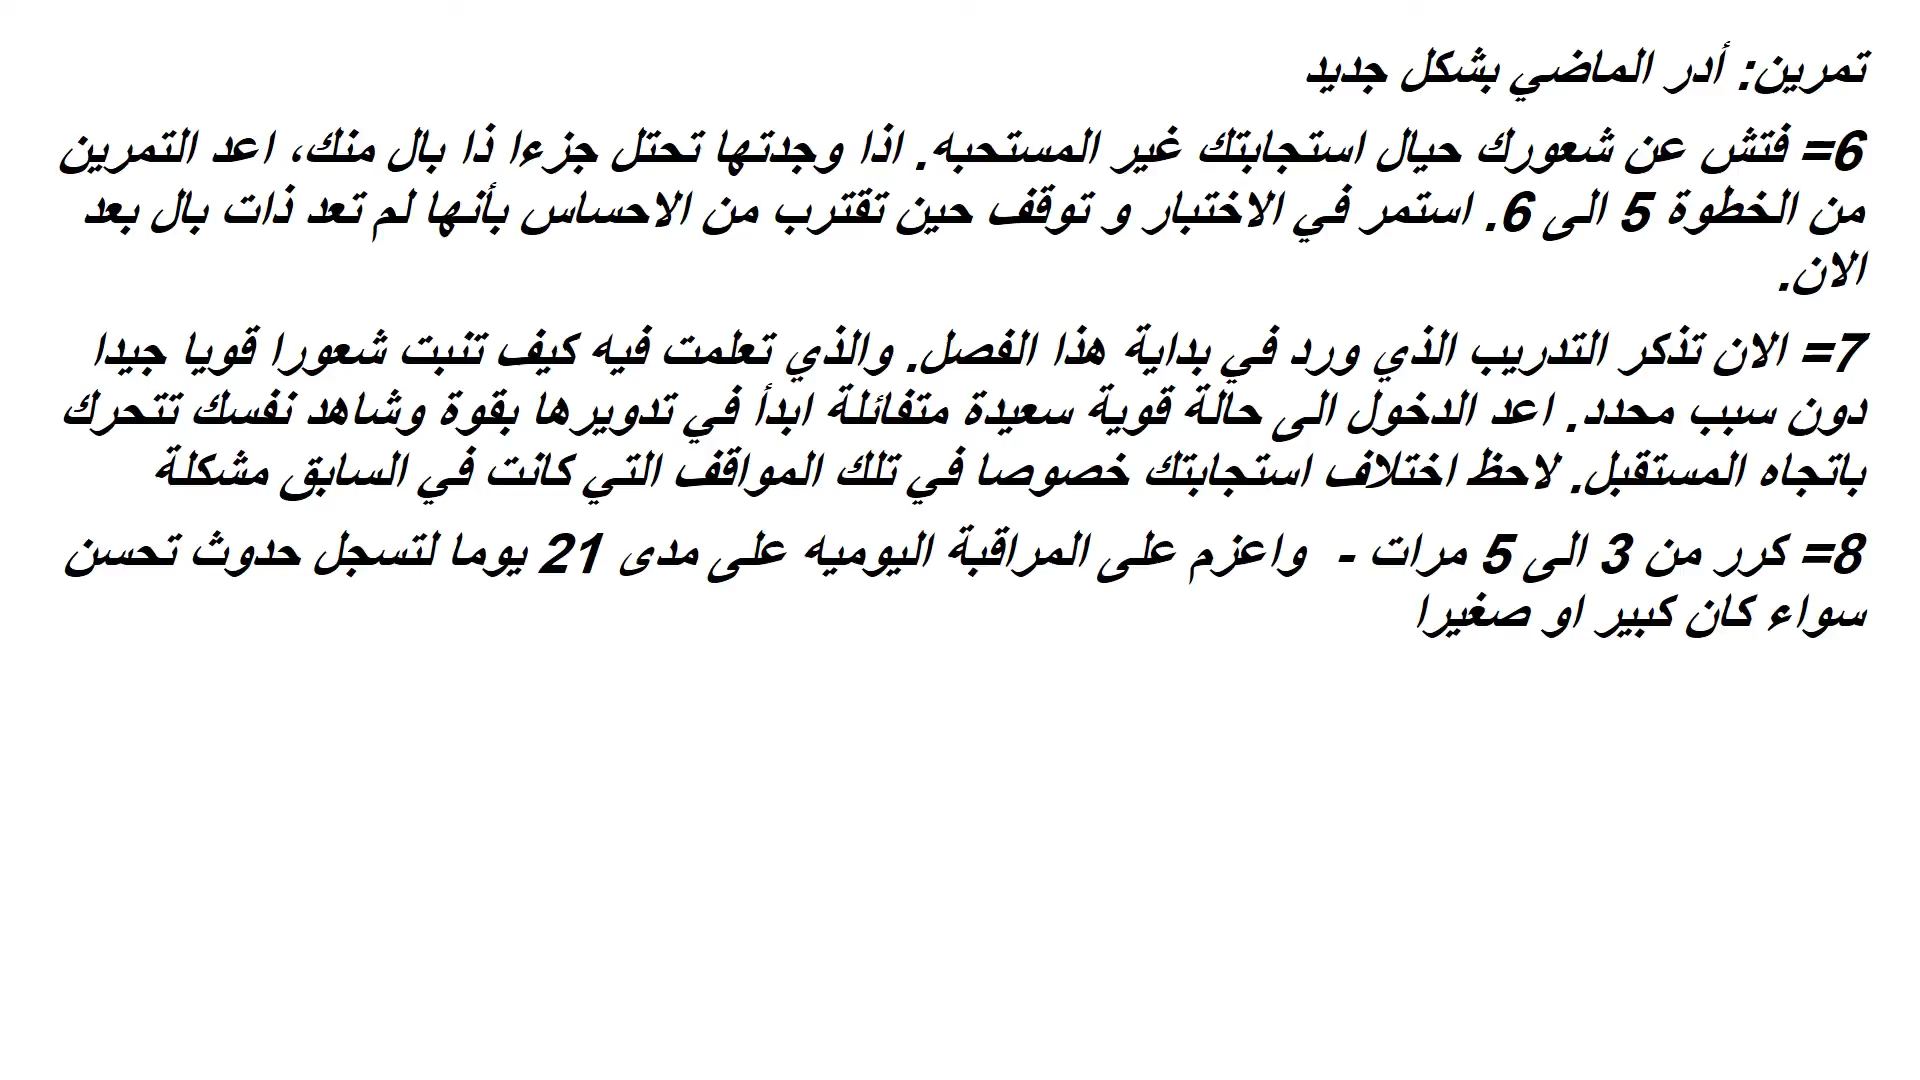 تمرين: أدر الماضي بشكل جديد
6= فتش عن شعورك حيال استجابتك غير المستحبه. اذا وجدتها تحتل جزءا ذا بال منك، اعد التمرين
من الخطوة 5 الى 6. استمر في الاختبار و توقف حين تقترب من الاحساس بأنها لم تعد ذات بال بعد
الان.
7= الان تذكر التدريب الذي ورد في بداية هذا الفصل. والذي تعلمت فيه كيف تنبت شعورا قويا جيدا
دون سبب محدد. اعد الدخول الى حالة قوية سعيدة متفائلة ابدأ في تدويرها بقوة وشاهد نفسك تتحرك
باتجاه المستقبل. لاحظ اختلاف استجابتك خصوصا في تلك المواقف التي كانت في السابق مشكلة
8= كرر من 3 الى 5 مرات - واعزم على المراقبة اليوميه على مدى 21 يوما لتسجل حدوث تحسن
سواء كان كبير او صغيرا